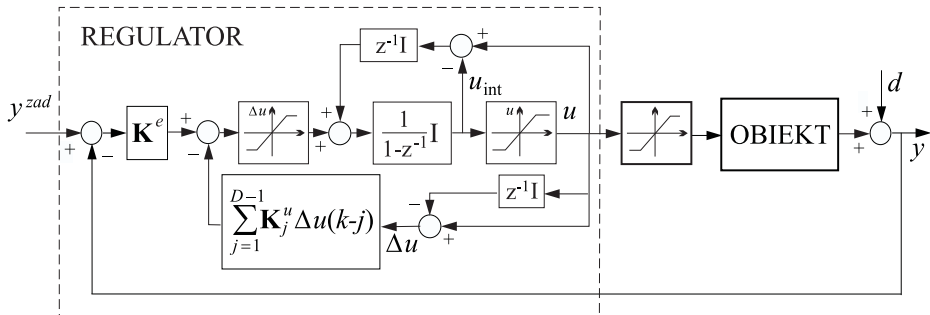 REGULATOR
z⁻¹I
+
-
+
d
u_int
y^zad
K^e
+
-
Δu
+
+
1/(1-z⁻¹) I
u
u
OBIEKT
+
+
y
+
-
-
z⁻¹I
∑_{j=1}^{D-1} K_j^u Δu(k-j)
Δu
+